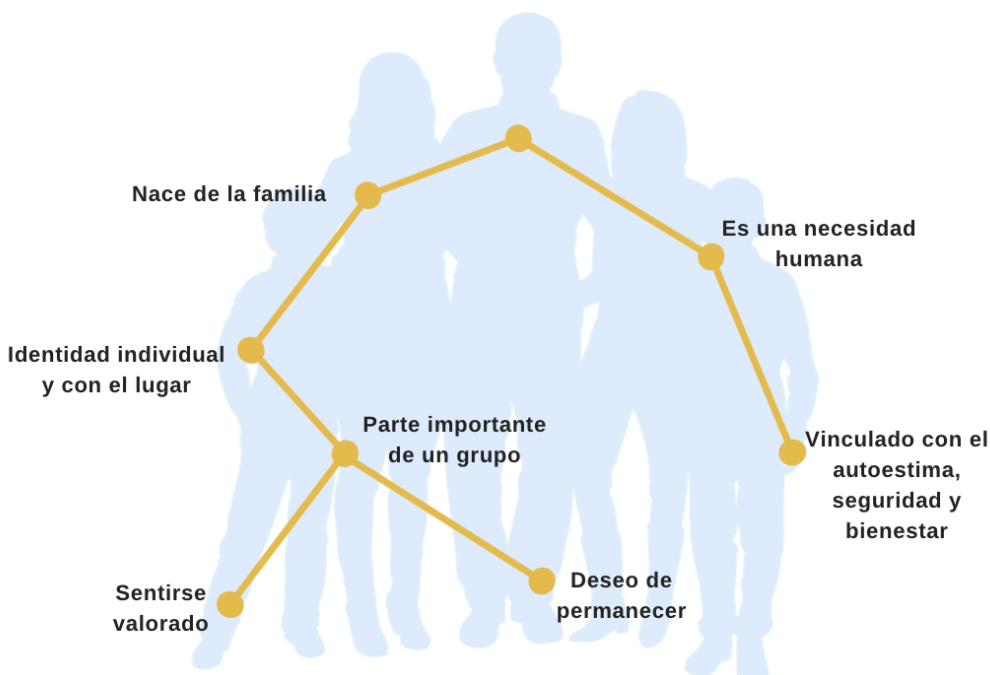 Nace de la familia
Es una necesidad
humana
Identidad individual
y con el lugar
Parte importante
de un grupo
Vinculado con el
autoestima,
seguridad y
bienestar
Sentirse
valorado
Deseo de
permanecer